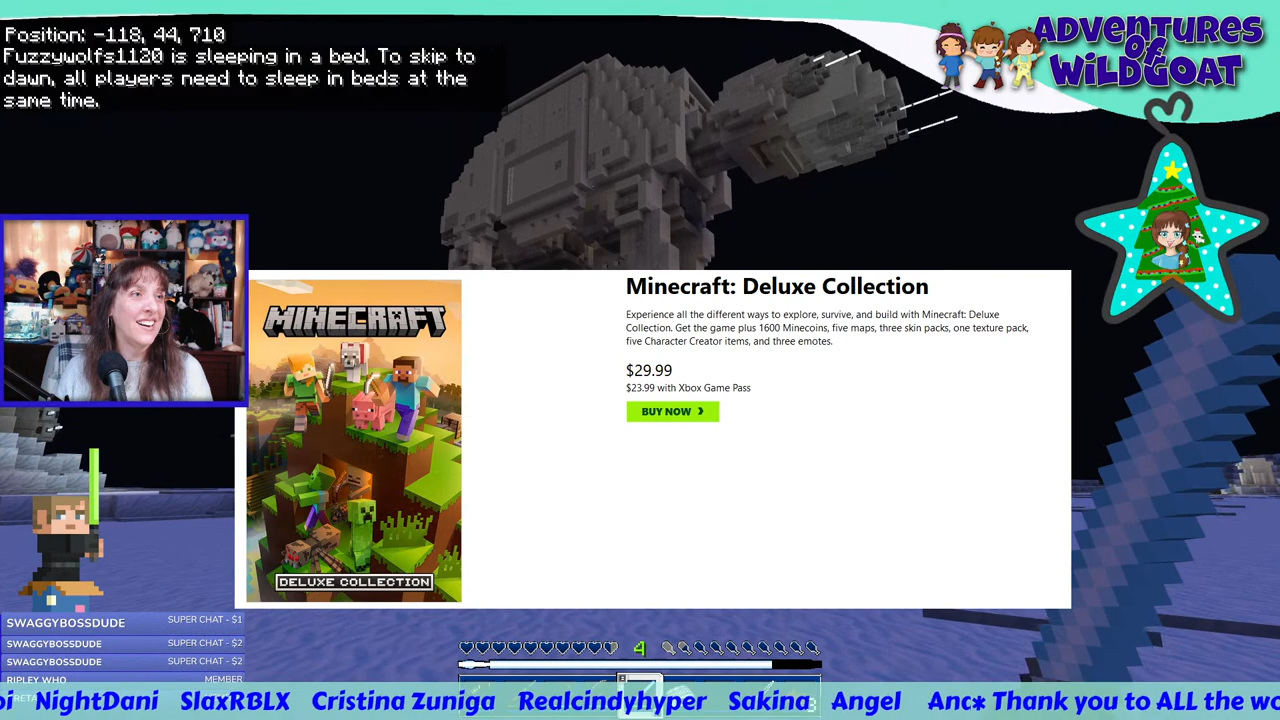 Position: -118, 44, 710
Fuzzywolfs1120 is sleeping in a bed. To skip to
dawn, all players need to sleep in beds at the
same time.
ADVENTURES
OF
WILDGOAT
MINECRAFT
DELUXE COLLECTION
Minecraft: Deluxe Collection
Experience all the different ways to explore, survive, and build with Minecraft: Deluxe
Collection. Get the game plus 1600 Minecoins, five maps, three skin packs, one texture pack,
five Character Creator items, and three emotes.
$29.99
$23.99 with Xbox Game Pass
BUY NOW ›
SWAGGYBOSSDUDE SUPER CHAT - $1
SWAGGYBOSSDUDE SUPER CHAT - $2
SWAGGYBOSSDUDE SUPER CHAT - $2
RIPLEY WHO MEMBER
4
NightDani SlaxRBLX Cristina Zuniga Realcindyhyper Sakina Angel Anc* Thank you to ALL the